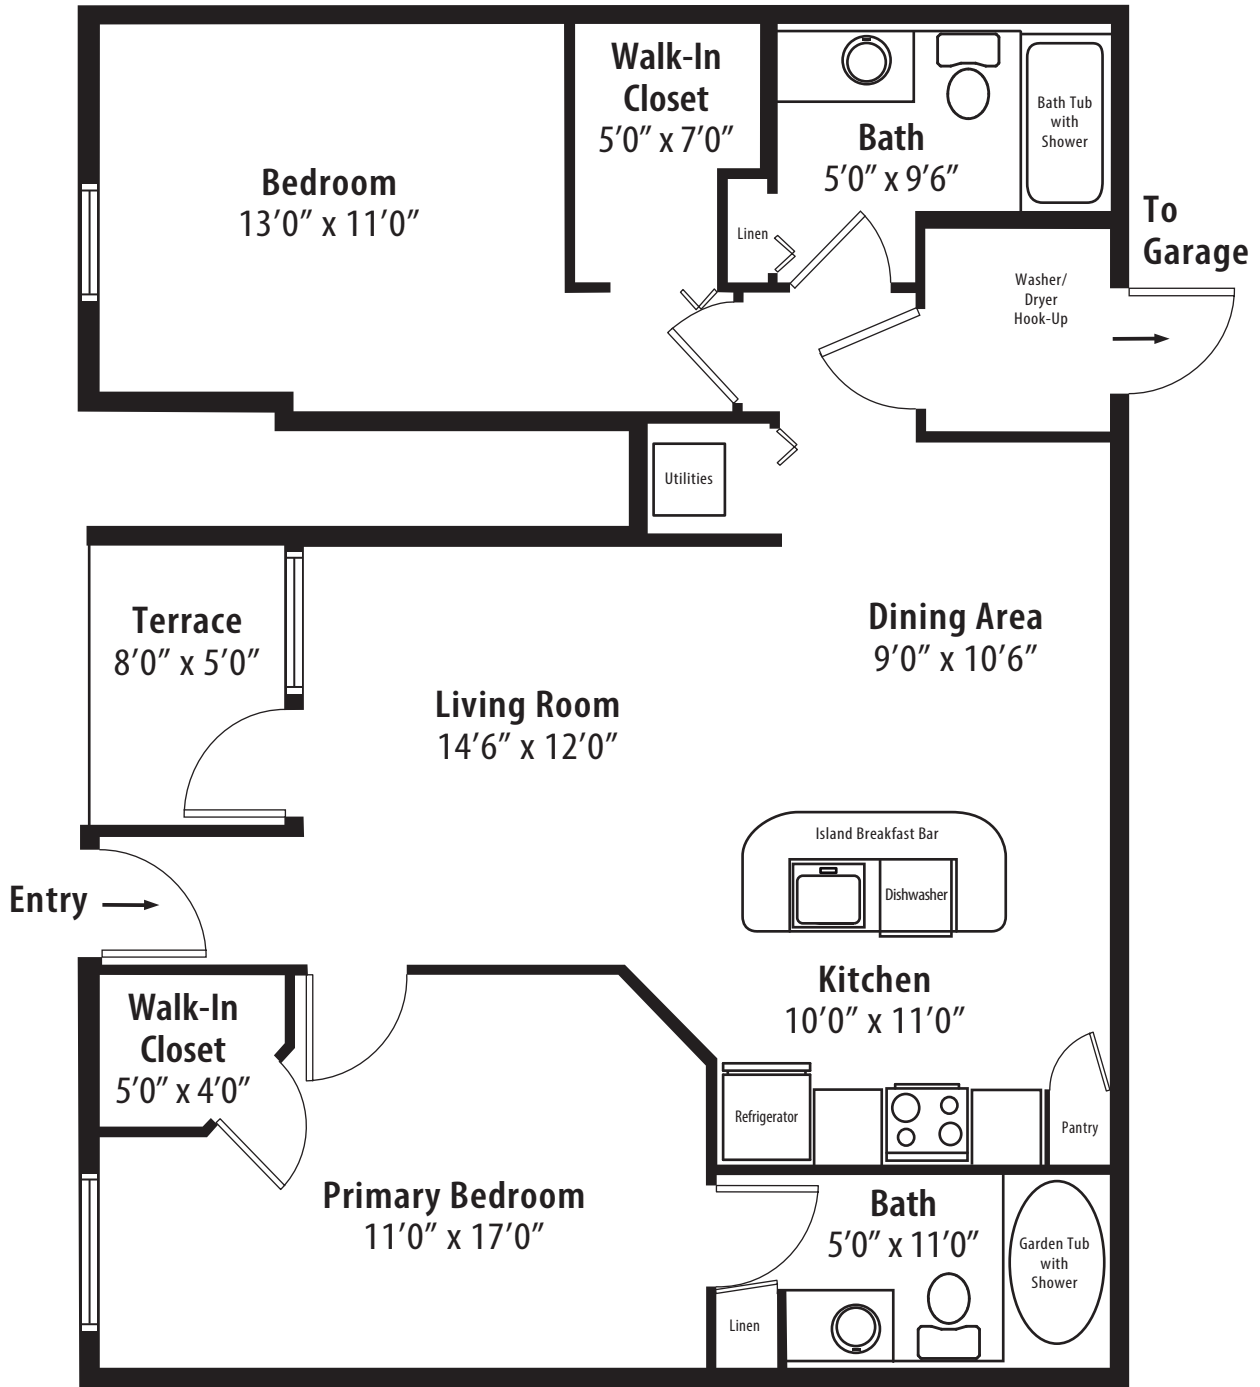 Walk-In
Closet
5’0” x 7’0”
Bath
5’0” x 9’6”
Bath Tub
with
Shower
Bedroom
13’0” x 11’0”
Linen
To
Garage
Washer/
Dryer
Hook-Up
Utilities
Terrace
8’0” x 5’0”
Dining Area
9’0” x 10’6”
Living Room
14’6” x 12’0”
Island Breakfast Bar
Dishwasher
Entry
Kitchen
10’0” x 11’0”
Walk-In
Closet
5’0” x 4’0”
Refrigerator
Pantry
Primary Bedroom
11’0” x 17’0”
Bath
5’0” x 11’0”
Garden Tub
with
Shower
Linen